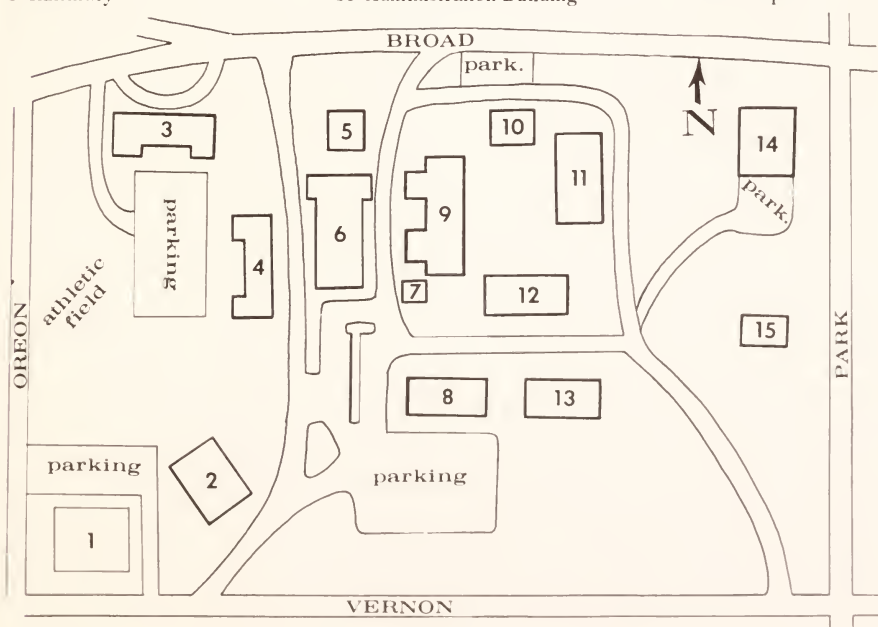 Administration Building
BROAD
park.
N
3
5
10
14
11
parking
park.
9
6
4
athletic
field
7
12
OREON
15
PARK
8
13
parking
2
parking
1
VERNON